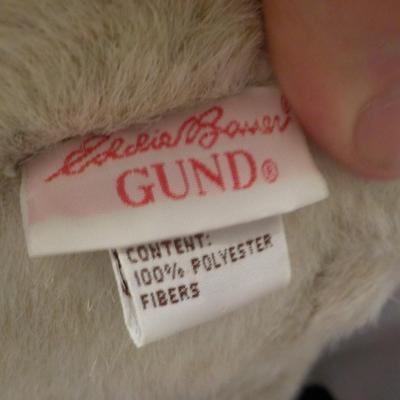 Eddie Bauer
GUND®
CONTENT:
100% POLYESTER
FIBERS